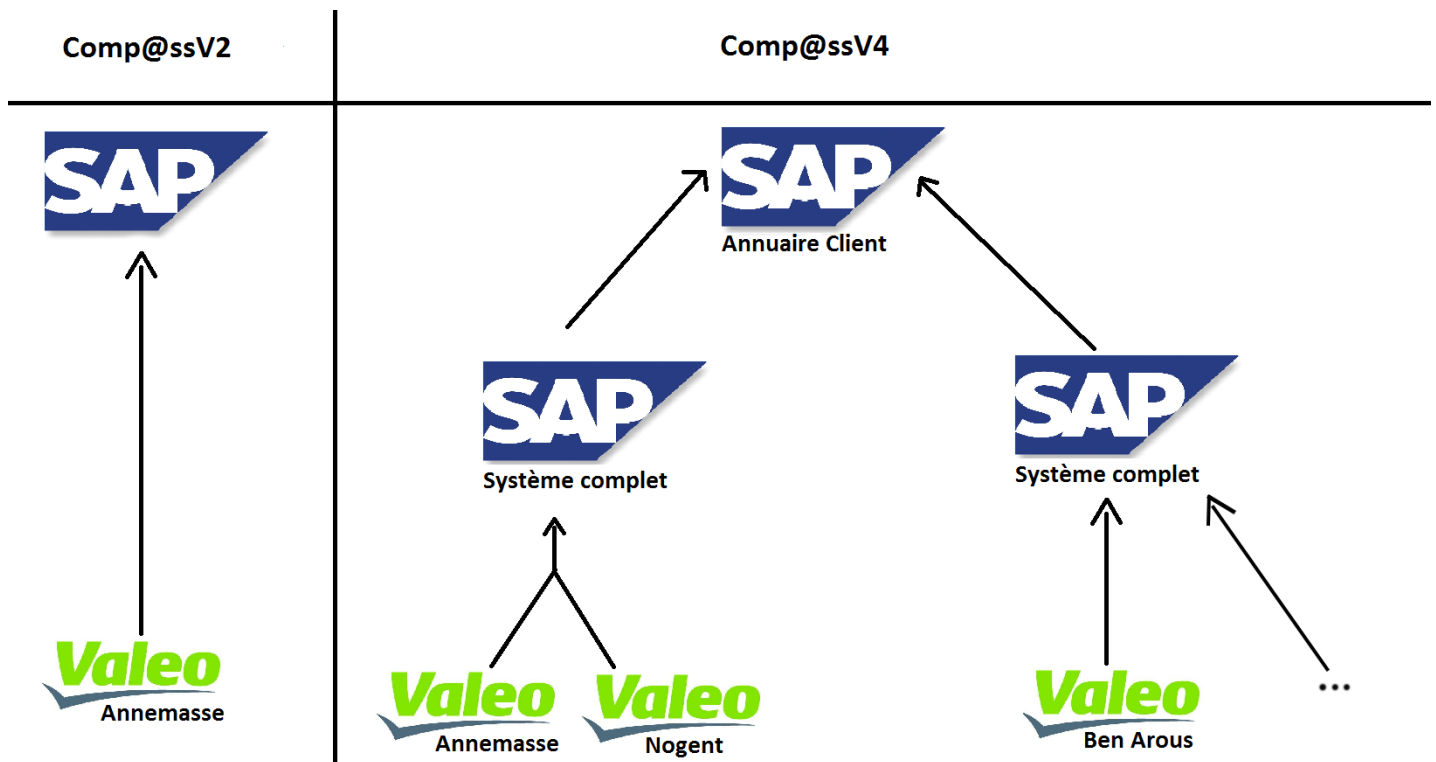 Comp@ssV2
Comp@ssV4
SAP
SAP
Annuaire Client
SAP
Système complet
SAP
Système complet
Valeo
Annemasse
Valeo
Annemasse
Valeo
Nogent
Valeo
Ben Arous
...